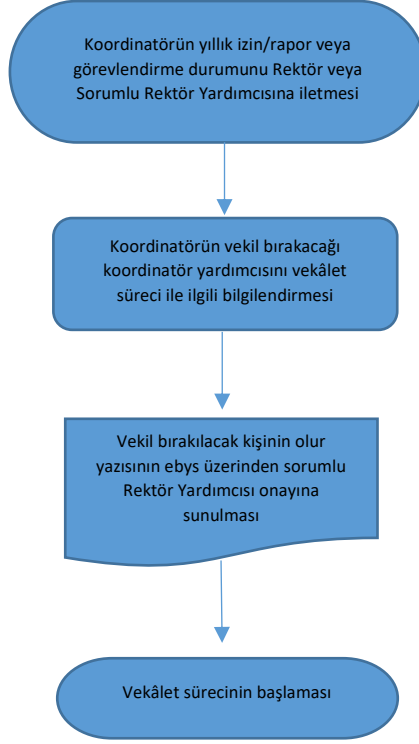 Koordinatörün yıllık izin/rapor veya
görevlendirme durumunu Rektör veya
Sorumlu Rektör Yardımcısına iletmesi
Koordinatörün vekil bırakacağı
koordinatör yardımcısını vekâlet
süreci ile ilgili bilgilendirmesi
Vekil bırakılacak kişinin olur
yazısının ebys üzerinden sorumlu
Rektör Yardımcısı onayına
sunulması
Vekâlet sürecinin başlaması